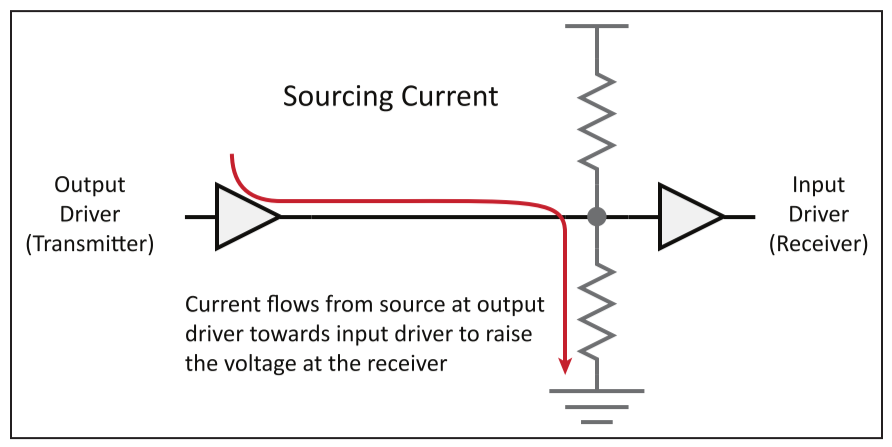 Sourcing Current
Output
Driver
(Transmitter)
Input
Driver
(Receiver)
Current flows from source at output
driver towards input driver to raise
the voltage at the receiver